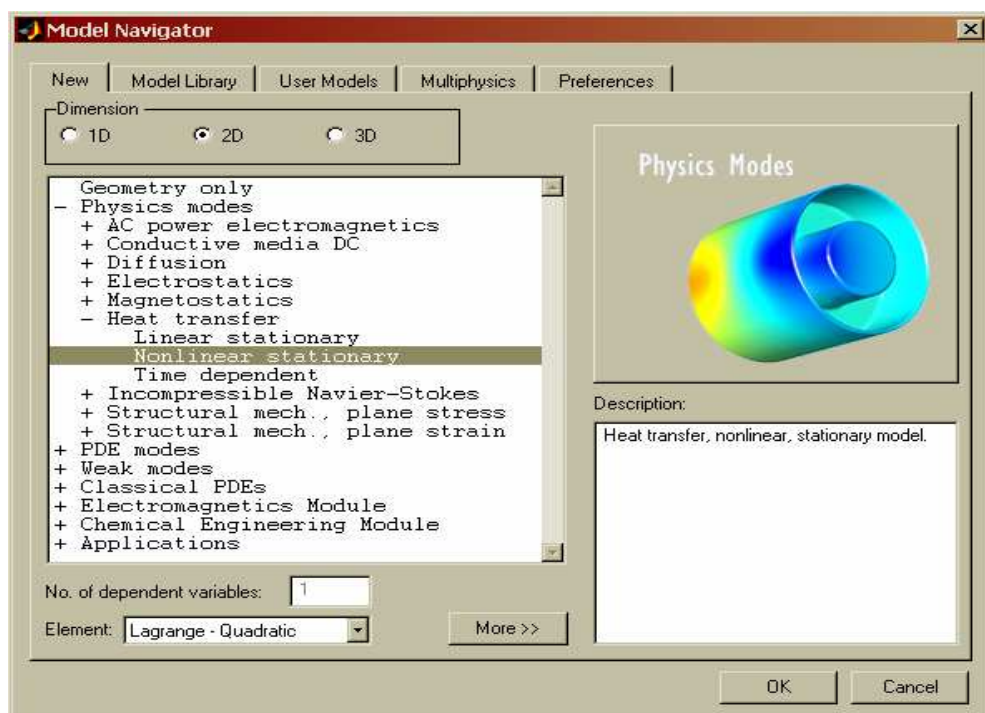 Model Navigator
New
Model Library
User Models
Multiphysics
Preferences
Dimension
1D
2D
3D
Geometry only
- Physics modes
+ AC power electromagnetics
+ Conductive media DC
+ Diffusion
+ Electrostatics
+ Magnetostatics
- Heat transfer
Linear stationary
Nonlinear stationary
Time dependent
+ Incompressible Navier-Stokes
+ Structural mech., plane stress
+ Structural mech., plane strain
+ PDE modes
+ Weak modes
+ Classical PDEs
+ Electromagnetics Module
+ Chemical Engineering Module
+ Applications
No. of dependent variables: 1
Element: Lagrange - Quadratic
More >>
Physics Modes
Description:
Heat transfer, nonlinear, stationary model.
OK
Cancel